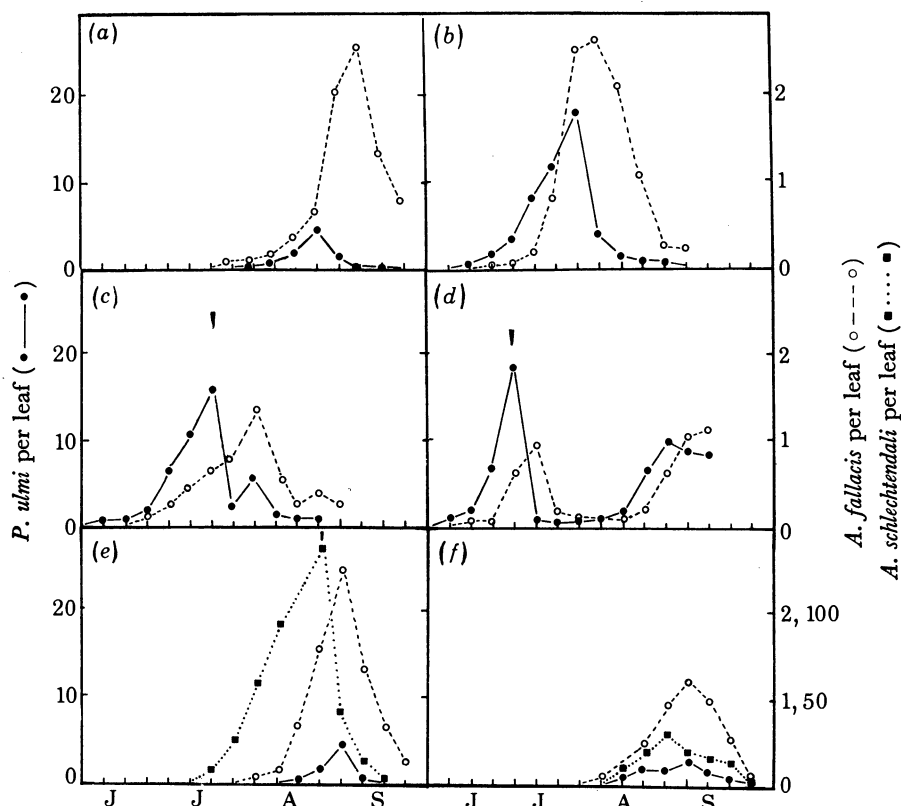 (a)
(b)
20
10
0
2
1
0
(c)
(d)
20
10
0
2
1
0
(e)
(f)
20
10
0
2, 100
1, 50
0
J J A S
J J A S
P. ulmi per leaf (●——●)
A. fallacis per leaf (○– – –○)
A. schlechtendali per leaf (■·····■)